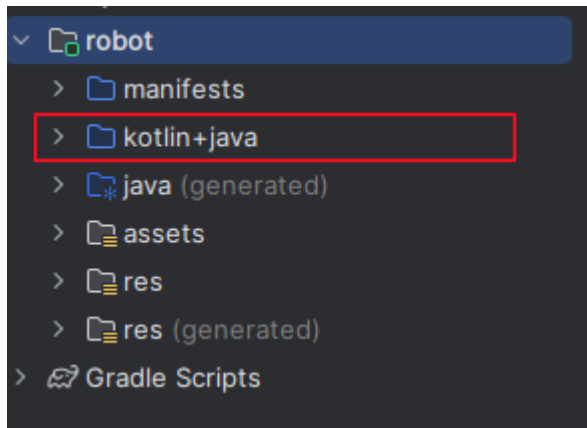 robot
manifests
kotlin+java
java (generated)
assets
res
res (generated)
Gradle Scripts